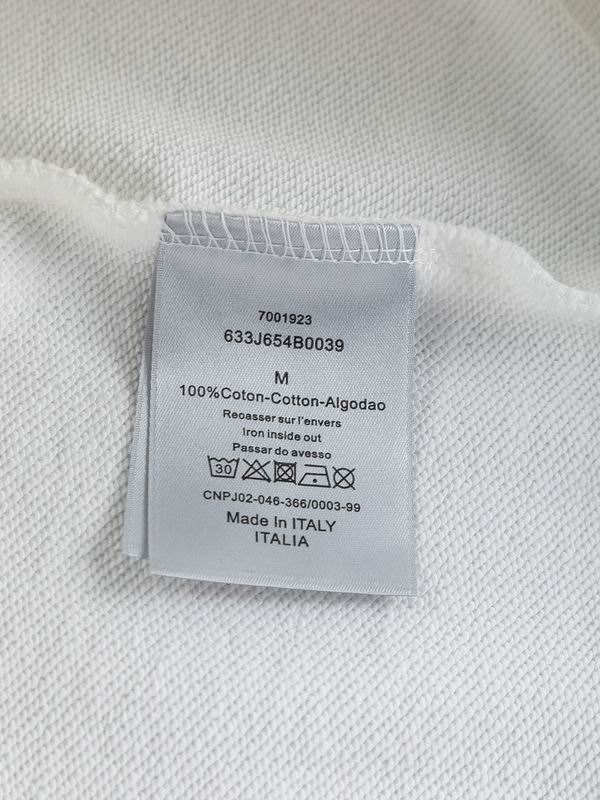 7001923
633J654B0039
M
100%Coton-Cotton-Algodao
Reoasser sur l'envers
Iron inside out
Passar do avesso
30
CNPJ02-046-366/0003-99
Made In ITALY
ITALIA